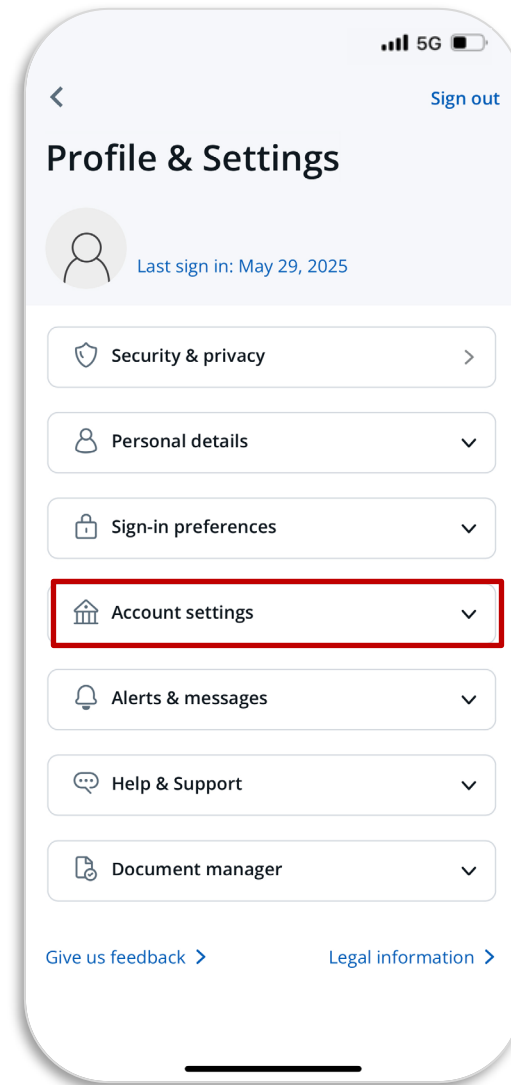 5G
Sign out
Profile & Settings
Last sign in: May 29, 2025
Security & privacy
Personal details
Sign-in preferences
Account settings
Alerts & messages
Help & Support
Document manager
Give us feedback
Legal information